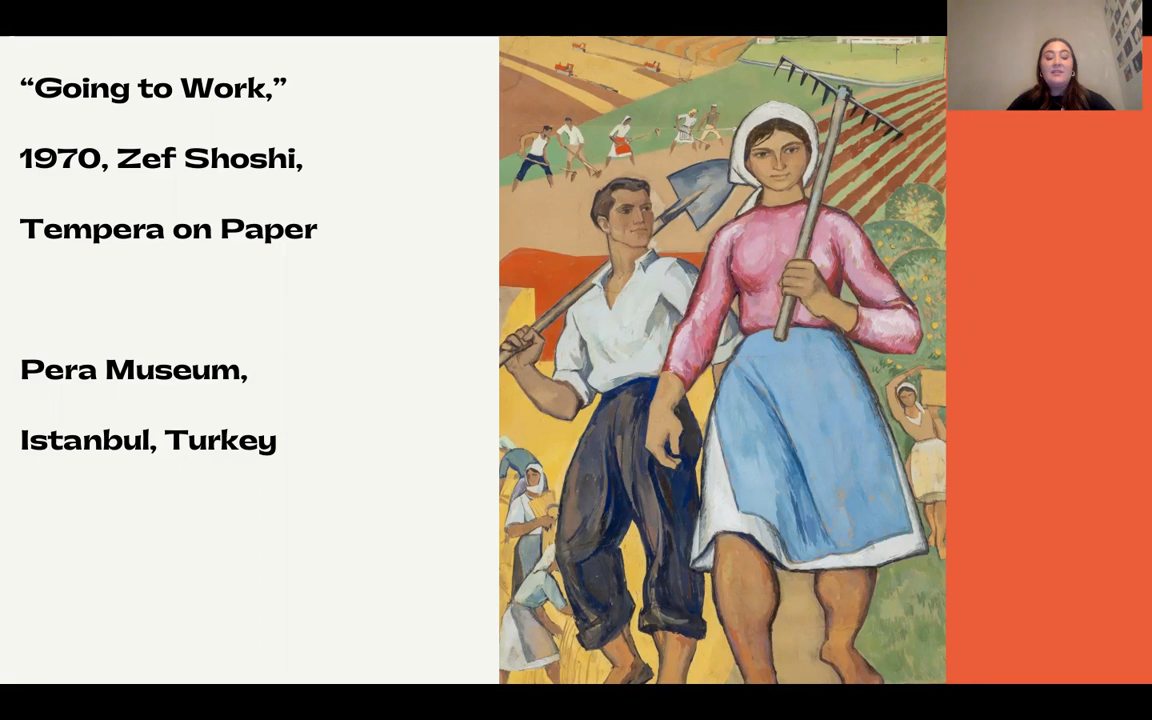 “Going to Work,”
1970, Zef Shoshi,
Tempera on Paper
Pera Museum,
Istanbul, Turkey